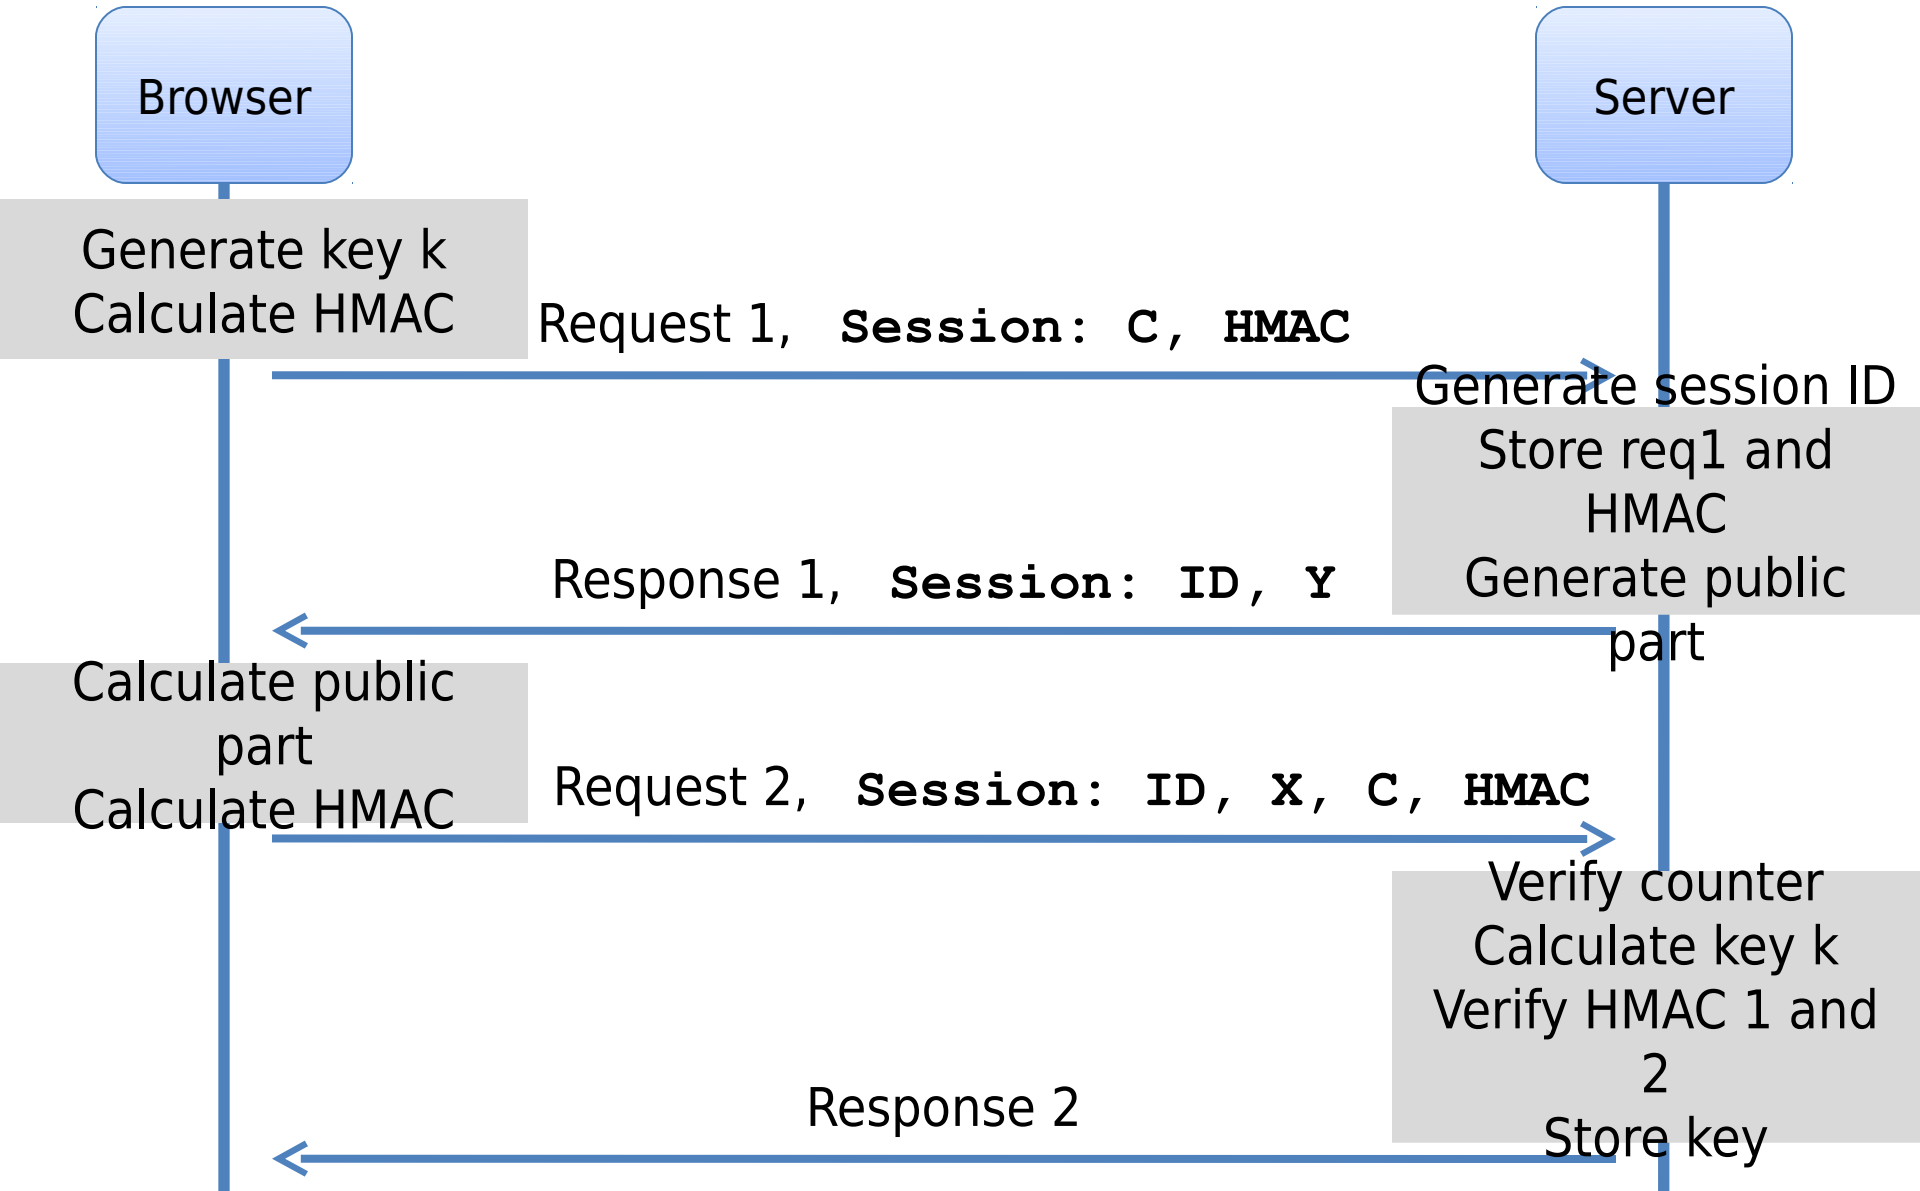 Browser
Server
Generate key k
Calculate HMAC
Request 1, Session: C, HMAC
Generate session ID
Store req1 and
HMAC
Generate public
part
Response 1, Session: ID, Y
Calculate public
part
Calculate HMAC
Request 2, Session: ID, X, C, HMAC
Verify counter
Calculate key k
Verify HMAC 1 and
2
Store key
Response 2